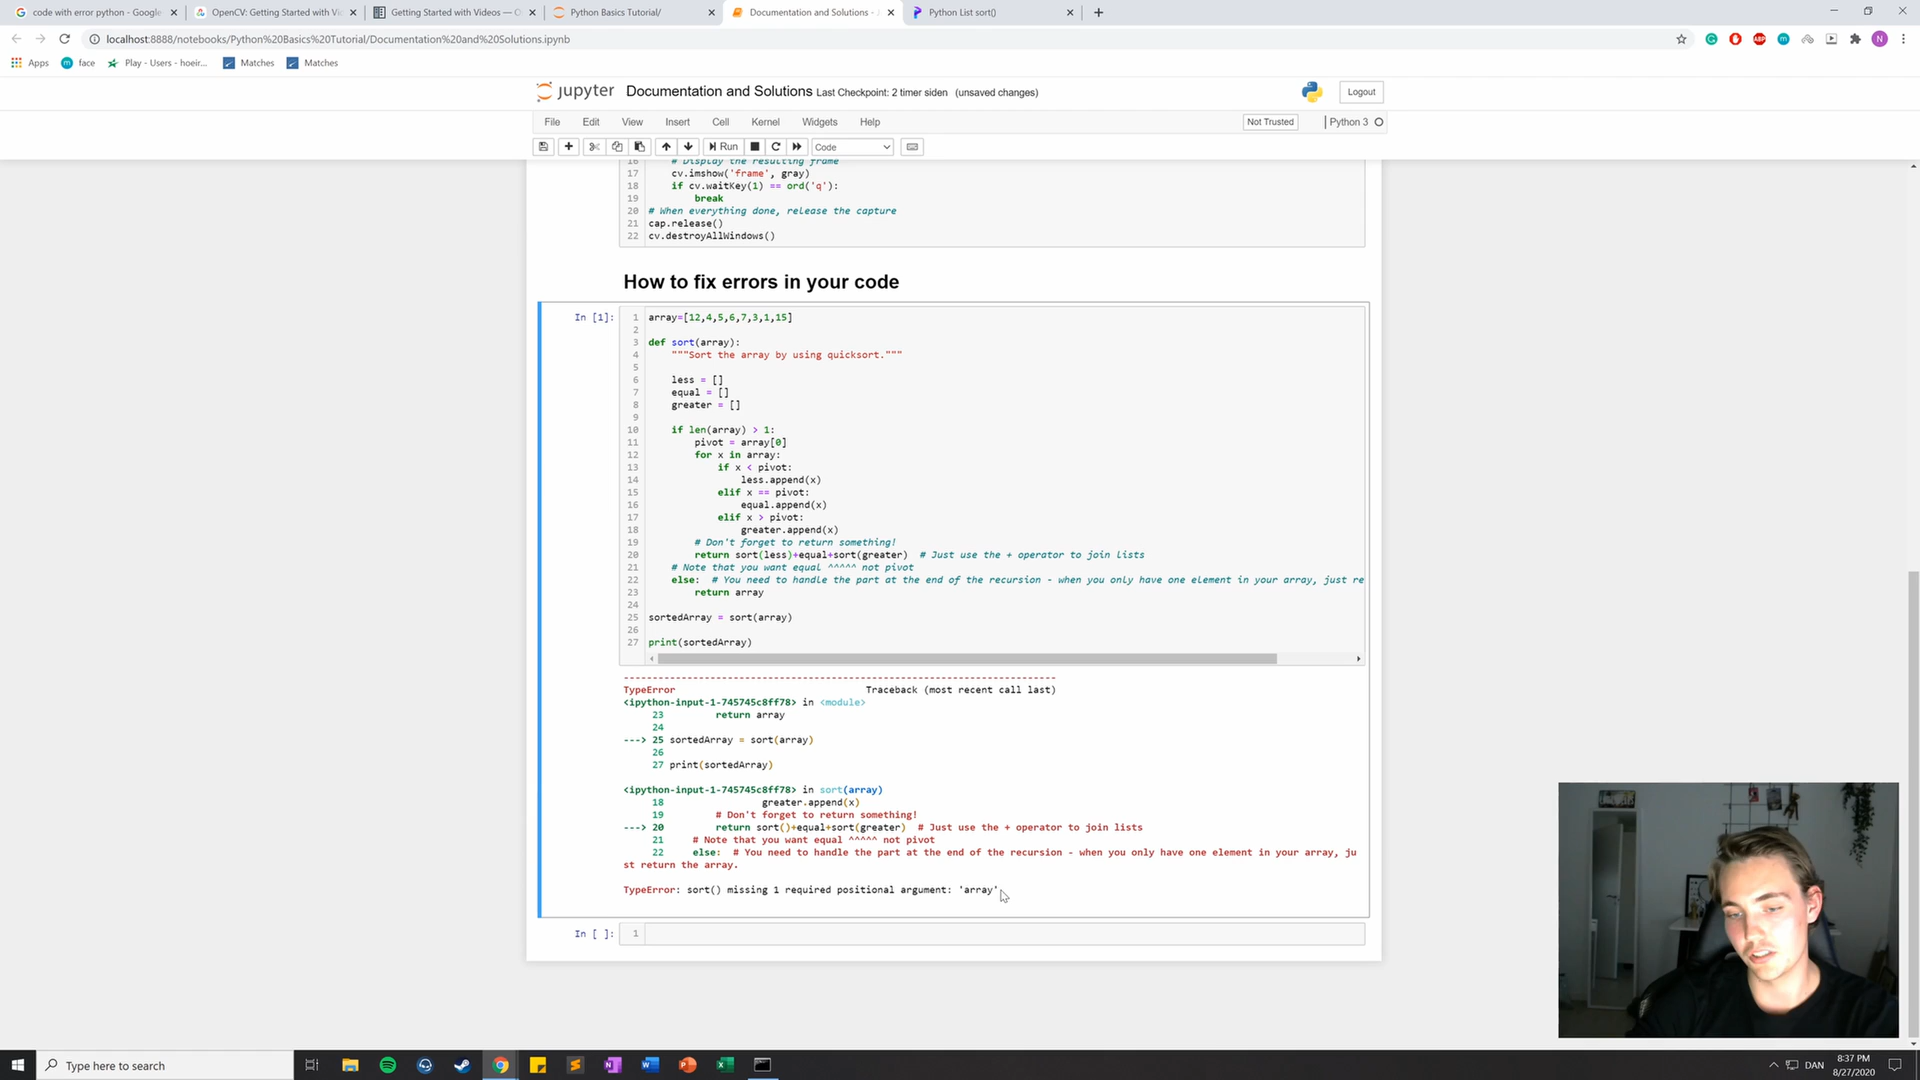 code with error python - Google
OpenCV: Getting Started with Vi
Getting Started with Videos — O
Python Basics Tutorial/
Documentation and Solutions -
Python List sort()
localhost:8888/notebooks/Python%20Basics%20Tutorial/Documentation%20and%20Solutions.ipynb
Apps face Play - Users - hoeir... Matches Matches
jupyter Documentation and Solutions Last Checkpoint: 2 timer siden (unsaved changes)
Logout
File Edit View Insert Cell Kernel Widgets Help
Not Trusted Python 3
Run Code
16 # Display the resulting frame
17 cv.imshow('frame', gray)
18 if cv.waitKey(1) == ord('q'):
19 break
20 # When everything done, release the capture
21 cap.release()
22 cv.destroyAllWindows()
How to fix errors in your code
In [1]:
1 array=[12,4,5,6,7,3,1,15]
2
3 def sort(array):
4 """Sort the array by using quicksort."""
5
6 less = []
7 equal = []
8 greater = []
9
10 if len(array) > 1:
11 pivot = array[0]
12 for x in array:
13 if x < pivot:
14 less.append(x)
15 elif x == pivot:
16 equal.append(x)
17 elif x > pivot:
18 greater.append(x)
19 # Don't forget to return something!
20 return sort(less)+equal+sort(greater) # Just use the + operator to join lists
21 # Note that you want equal ^^^^^ not pivot
22 else: # You need to handle the part at the end of the recursion - when you only have one element in your array, just re
23 return array
24
25 sortedArray = sort(array)
26
27 print(sortedArray)
---------------------------------------------------------------------------
TypeError Traceback (most recent call last)
<ipython-input-1-745745c8ff78> in <module>
23 return array
24
---> 25 sortedArray = sort(array)
26
27 print(sortedArray)
<ipython-input-1-745745c8ff78> in sort(array)
18 greater.append(x)
19 # Don't forget to return something!
---> 20 return sort()+equal+sort(greater) # Just use the + operator to join lists
21 # Note that you want equal ^^^^^ not pivot
22 else: # You need to handle the part at the end of the recursion - when you only have one element in your array, ju
st return the array.
TypeError: sort() missing 1 required positional argument: 'array'
In [ ]: 1
Type here to search
DAN
8:37 PM
8/27/2020